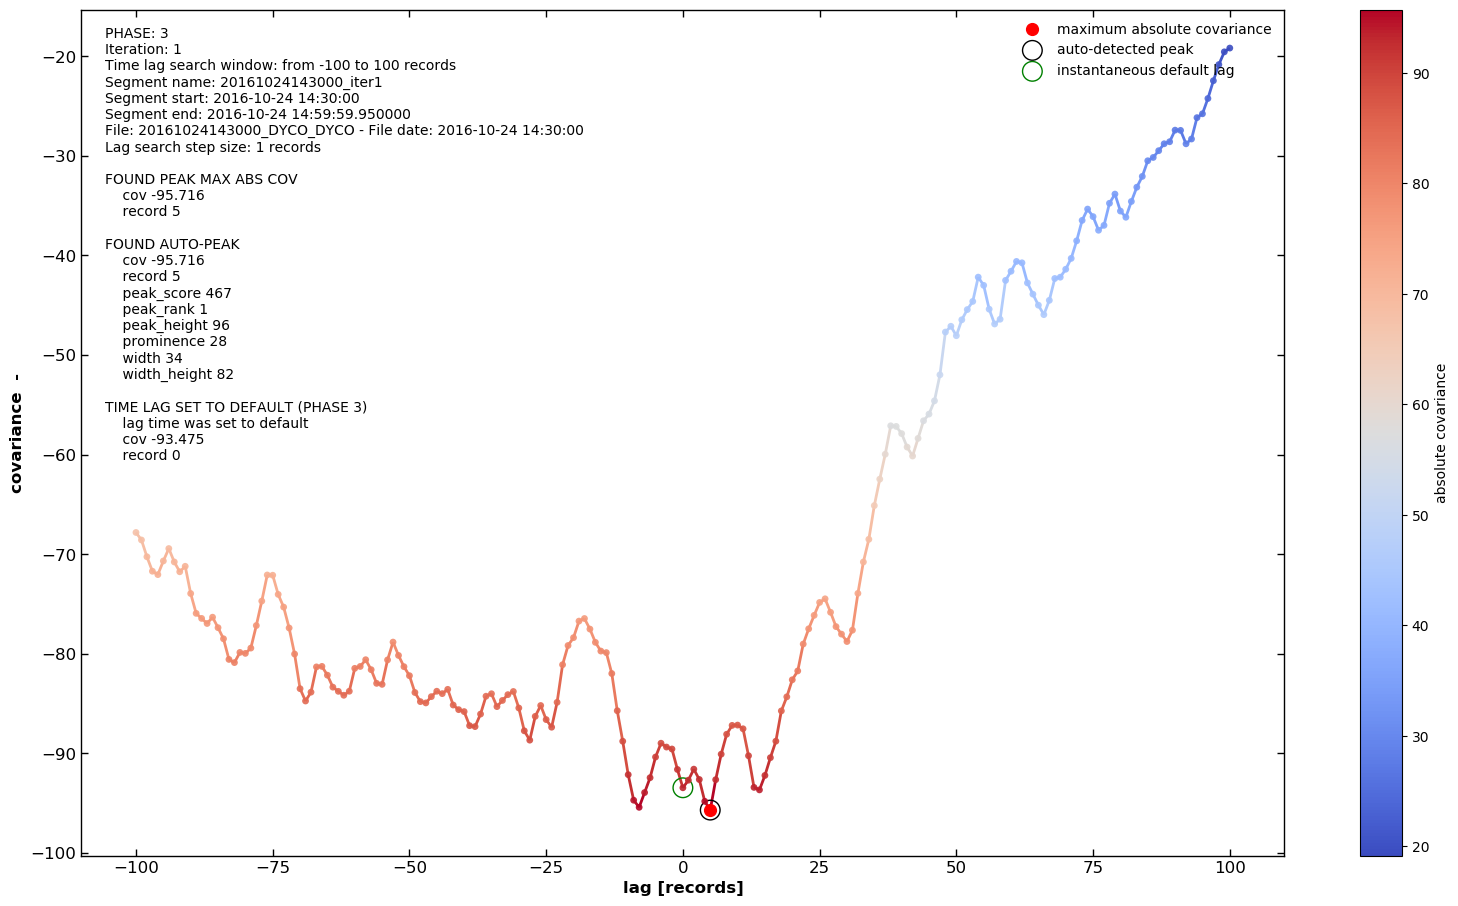 PHASE: 3
Iteration: 1
Time lag search window: from -100 to 100 records
Segment name: 20161024143000_iter1
Segment start: 2016-10-24 14:30:00
Segment end: 2016-10-24 14:59:59.950000
File: 20161024143000_DYCO_DYCO - File date: 2016-10-24 14:30:00
Lag search step size: 1 records
FOUND PEAK MAX ABS COV
cov -95.716
record 5
FOUND AUTO-PEAK
cov -95.716
record 5
peak_score 467
peak_rank 1
peak_height 96
prominence 28
width 34
width_height 82
TIME LAG SET TO DEFAULT (PHASE 3)
lag time was set to default
cov -93.475
record 0
maximum absolute covariance
auto-detected peak
instantaneous default lag
−20
−30
−40
−50
−60
−70
−80
−90
−100
covariance -
−100
−75
−50
−25
0
25
50
75
100
lag [records]
90
80
70
60
50
40
30
20
absolute covariance